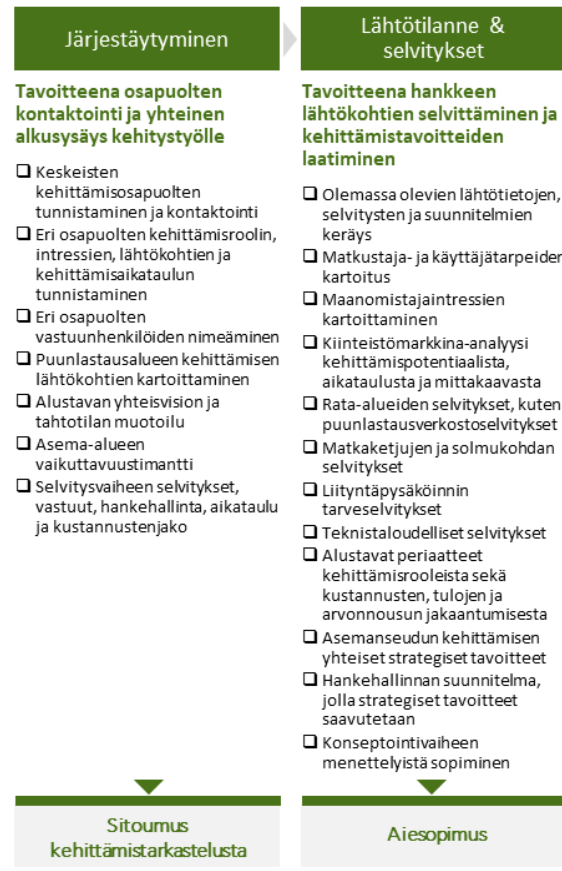 Järjestäytyminen
Tavoitteena osapuolten
kontaktointi ja yhteinen
alkusysäys kehitystyölle
Keskeisten
kehittämisosapuolten
tunnistaminen ja kontaktointi
Eri osapuolten kehittämisroolin,
intressien, lähtökohtien ja
kehittämisaikataulun
tunnistaminen
Eri osapuolten
vastuunhenkilöiden nimeäminen
Puunlastausalueen kehittämisen
lähtökohtien kartoittaminen
Alustavan yhteisvision ja
tahtotilan muotoilu
Asema-alueen
vaikuttavuustimantti
Selvitysvaiheen selvitykset,
vastuut, hankehallinta, aikataulu
ja kustannustenjako
Sitoumus
kehittämistarkastelusta
Lähtötilanne &
selvitykset
Tavoitteena hankkeen
lähtökohtien selvittäminen ja
kehittämistavoitteiden
laatiminen
Olemassa olevien lähtötietojen,
selvitysten ja suunnitelmien
keräys
Matkustaja- ja käyttäjätarpeiden
kartoitus
Maanomistajaintressien
kartoittaminen
Kiinteistömarkkina-analyysi
kehittämispotentiaalista,
aikataulusta ja mittakaavasta
Rata-alueiden selvitykset, kuten
puunlastausverkostoselvitykset
Matkaketjujen ja solmukohdan
selvitykset
Liityntäpysäköinnin
tarveselvitykset
Teknistaloudelliset selvitykset
Alustavat periaatteet
kehittämisrooleista sekä
kustannusten, tulojen ja
arvonnousun jakaantumisesta
Asemanseudun kehittämisen
yhteiset strategiset tavoitteet
Hankehallinnan suunnitelma,
jolla strategiset tavoitteet
saavutetaan
Konseptointivaiheen
menettelyistä sopiminen
Aiesopimus